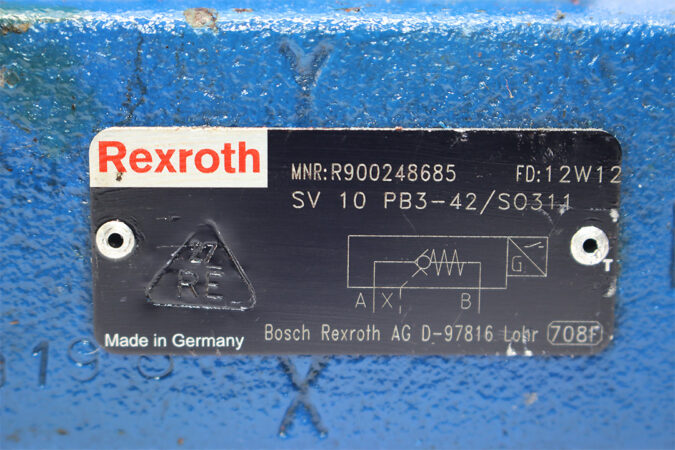 Y
Rexroth
MNR:R900248685 FD:12W12
SV 10 PB3-42/SO311
27
RE
G
T
A X B
Made in Germany
Bosch Rexroth AG D-97816 Lohr 708F
X